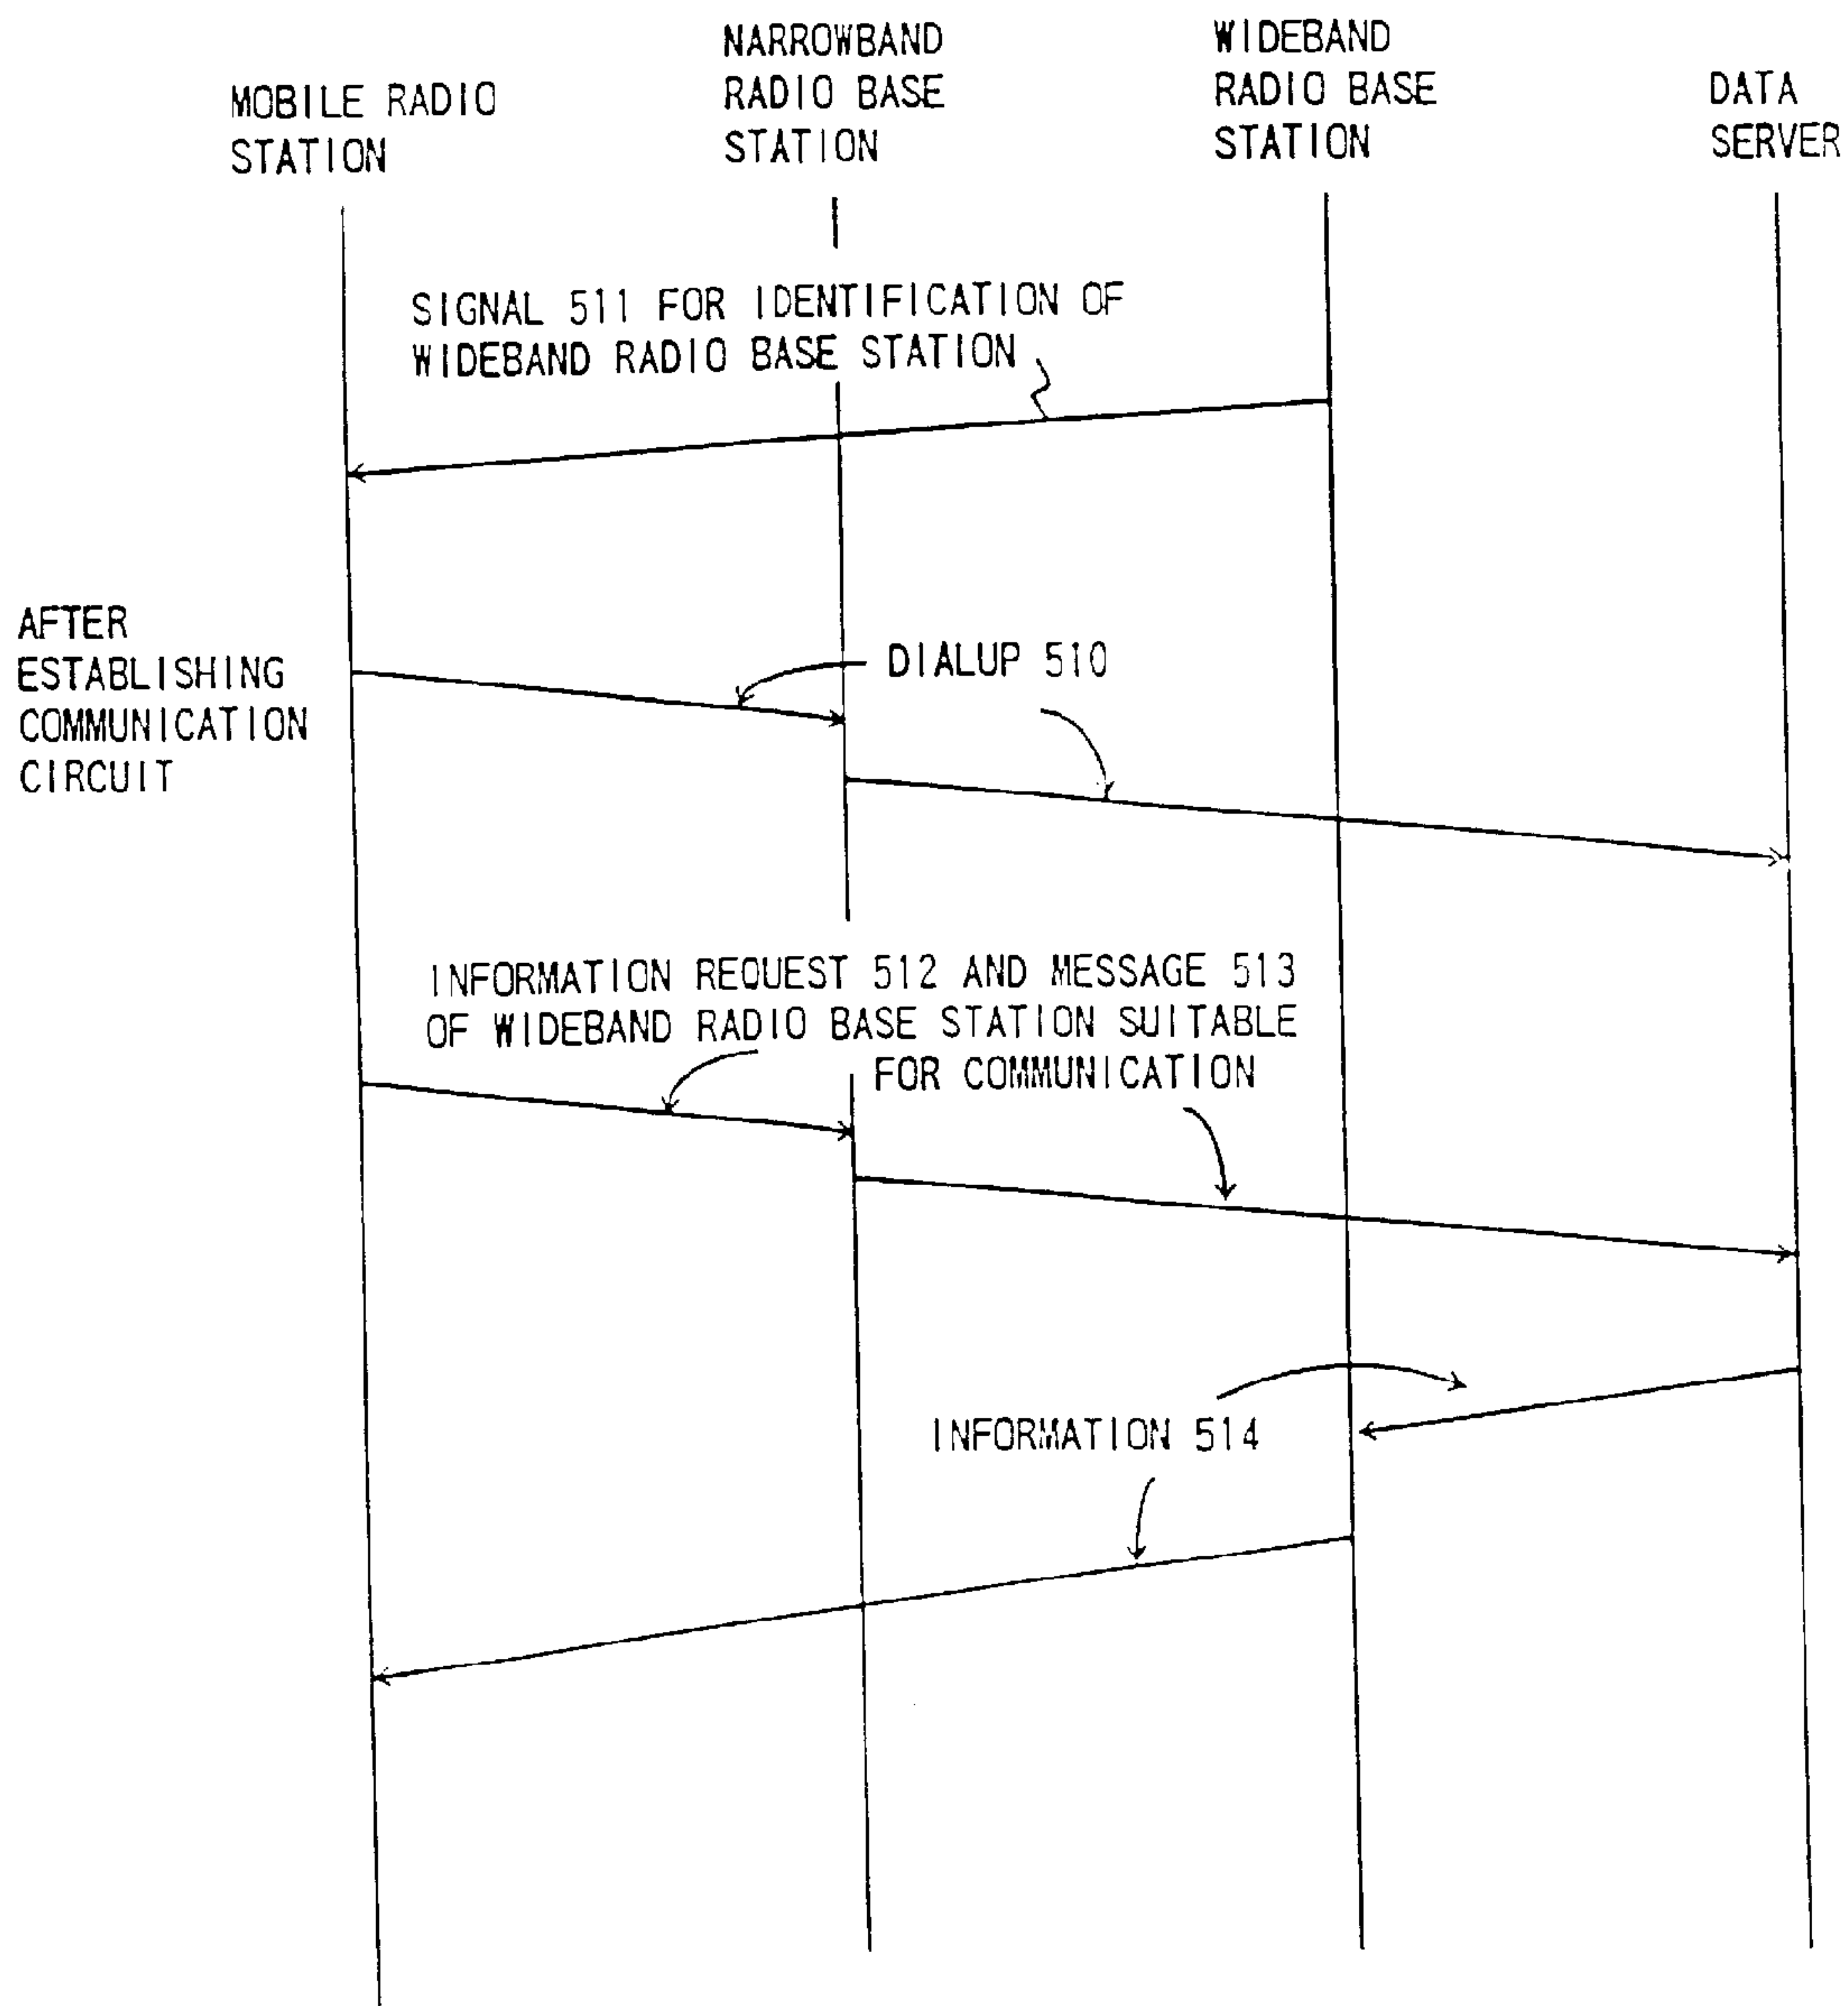 MOBILE RADIO
STATION
NARROWBAND
RADIO BASE
STATION
WIDEBAND
RADIO BASE
STATION
DATA
SERVER
SIGNAL 511 FOR IDENTIFICATION OF
WIDEBAND RADIO BASE STATION
AFTER
ESTABLISHING
COMMUNICATION
CIRCUIT
DIALUP 510
INFORMATION REQUEST 512 AND MESSAGE 513
OF WIDEBAND RADIO BASE STATION SUITABLE
FOR COMMUNICATION
INFORMATION 514